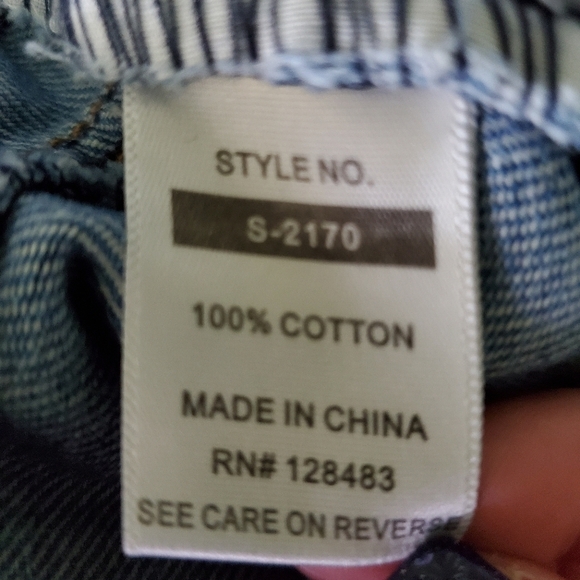 STYLE NO.
S-2170
100% COTTON
MADE IN CHINA
RN# 128483
SEE CARE ON REVERSE